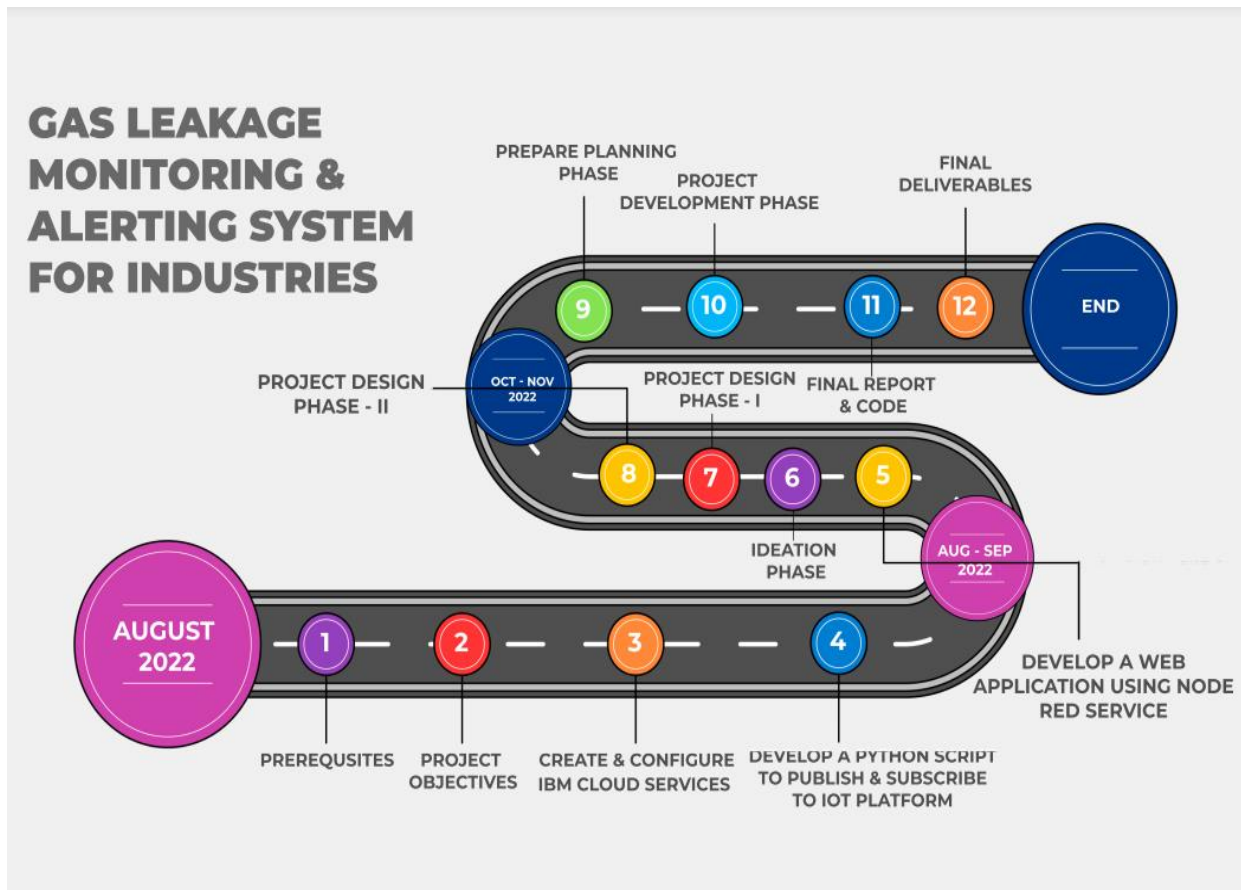 GAS LEAKAGE
MONITORING &
ALERTING SYSTEM
FOR INDUSTRIES
PREPARE PLANNING
PHASE
PROJECT
DEVELOPMENT PHASE
FINAL
DELIVERABLES
9
10
11
12
END
OCT - NOV
2022
PROJECT DESIGN
PHASE - II
PROJECT DESIGN
PHASE - I
FINAL REPORT
& CODE
8
7
6
5
IDEATION
PHASE
AUG - SEP
2022
AUGUST
2022
1
2
3
4
DEVELOP A WEB
APPLICATION USING NODE
RED SERVICE
PREREQUSITES
PROJECT
OBJECTIVES
CREATE & CONFIGURE
IBM CLOUD SERVICES
DEVELOP A PYTHON SCRIPT
TO PUBLISH & SUBSCRIBE
TO IOT PLATFORM